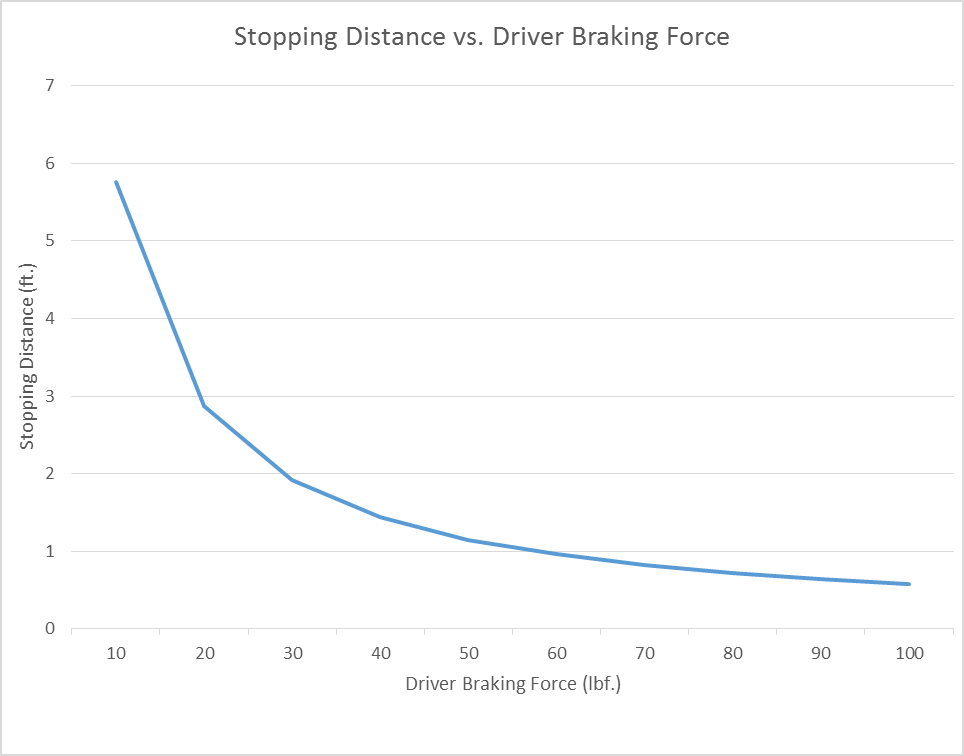 Stopping Distance vs. Driver Braking Force
7
6
5
4
3
2
1
0
Stopping Distance (ft.)
10 20 30 40 50 60 70 80 90 100
Driver Braking Force (lbf.)